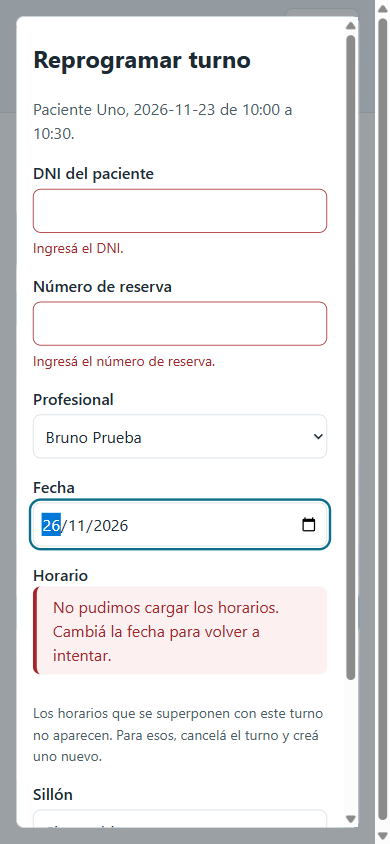 Reprogramar turno
Paciente Uno, 2026-11-23 de 10:00 a
10:30.
DNI del paciente
Ingresá el DNI.
Número de reserva
Ingresá el número de reserva.
Profesional
Bruno Prueba
Fecha
26/11/2026
Horario
No pudimos cargar los horarios.
Cambiá la fecha para volver a
intentar.
Los horarios que se superponen con este turno
no aparecen. Para esos, cancelá el turno y creá
uno nuevo.
Sillón